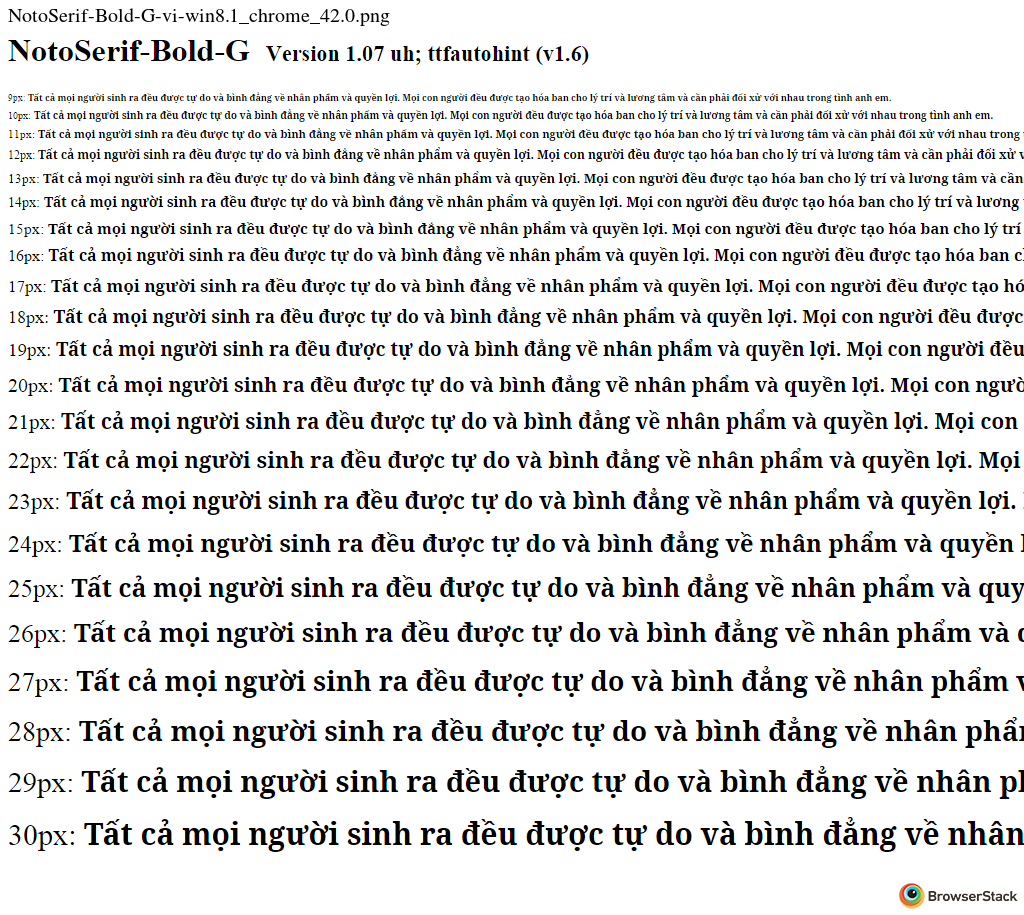 NotoSerif-Bold-G-vi-win8.1_chrome_42.0.png
NotoSerif-Bold-G Version 1.07 uh; ttfautohint (v1.6)
9px: Tất cả mọi người sinh ra đều được tự do và bình đẳng về nhân phẩm và quyền lợi. Mọi con người đều được tạo hóa ban cho lý trí và lương tâm và cần phải đối xử với nhau trong tình anh em.
10px: Tất cả mọi người sinh ra đều được tự do và bình đẳng về nhân phẩm và quyền lợi. Mọi con người đều được tạo hóa ban cho lý trí và lương tâm và cần phải đối xử với nhau trong tình anh em.
11px: Tất cả mọi người sinh ra đều được tự do và bình đẳng về nhân phẩm và quyền lợi. Mọi con người đều được tạo hóa ban cho lý trí và lương tâm và cần phải đối xử với nhau trong
12px: Tất cả mọi người sinh ra đều được tự do và bình đẳng về nhân phẩm và quyền lợi. Mọi con người đều được tạo hóa ban cho lý trí và lương tâm và cần phải đối xử v
13px: Tất cả mọi người sinh ra đều được tự do và bình đẳng về nhân phẩm và quyền lợi. Mọi con người đều được tạo hóa ban cho lý trí và lương tâm và cần
14px: Tất cả mọi người sinh ra đều được tự do và bình đẳng về nhân phẩm và quyền lợi. Mọi con người đều được tạo hóa ban cho lý trí và lương
15px: Tất cả mọi người sinh ra đều được tự do và bình đẳng về nhân phẩm và quyền lợi. Mọi con người đều được tạo hóa ban cho lý trí
16px: Tất cả mọi người sinh ra đều được tự do và bình đẳng về nhân phẩm và quyền lợi. Mọi con người đều được tạo hóa ban c
17px: Tất cả mọi người sinh ra đều được tự do và bình đẳng về nhân phẩm và quyền lợi. Mọi con người đều được tạo hó
18px: Tất cả mọi người sinh ra đều được tự do và bình đẳng về nhân phẩm và quyền lợi. Mọi con người đều được
19px: Tất cả mọi người sinh ra đều được tự do và bình đẳng về nhân phẩm và quyền lợi. Mọi con người đều
20px: Tất cả mọi người sinh ra đều được tự do và bình đẳng về nhân phẩm và quyền lợi. Mọi con ngườ
21px: Tất cả mọi người sinh ra đều được tự do và bình đẳng về nhân phẩm và quyền lợi. Mọi con
22px: Tất cả mọi người sinh ra đều được tự do và bình đẳng về nhân phẩm và quyền lợi. Mọi
23px: Tất cả mọi người sinh ra đều được tự do và bình đẳng về nhân phẩm và quyền lợi.
24px: Tất cả mọi người sinh ra đều được tự do và bình đẳng về nhân phẩm và quyền
25px: Tất cả mọi người sinh ra đều được tự do và bình đẳng về nhân phẩm và quy
26px: Tất cả mọi người sinh ra đều được tự do và bình đẳng về nhân phẩm và
27px: Tất cả mọi người sinh ra đều được tự do và bình đẳng về nhân phẩm
28px: Tất cả mọi người sinh ra đều được tự do và bình đẳng về nhân phẩ
29px: Tất cả mọi người sinh ra đều được tự do và bình đẳng về nhân p
30px: Tất cả mọi người sinh ra đều được tự do và bình đẳng về nhân
BrowserStack